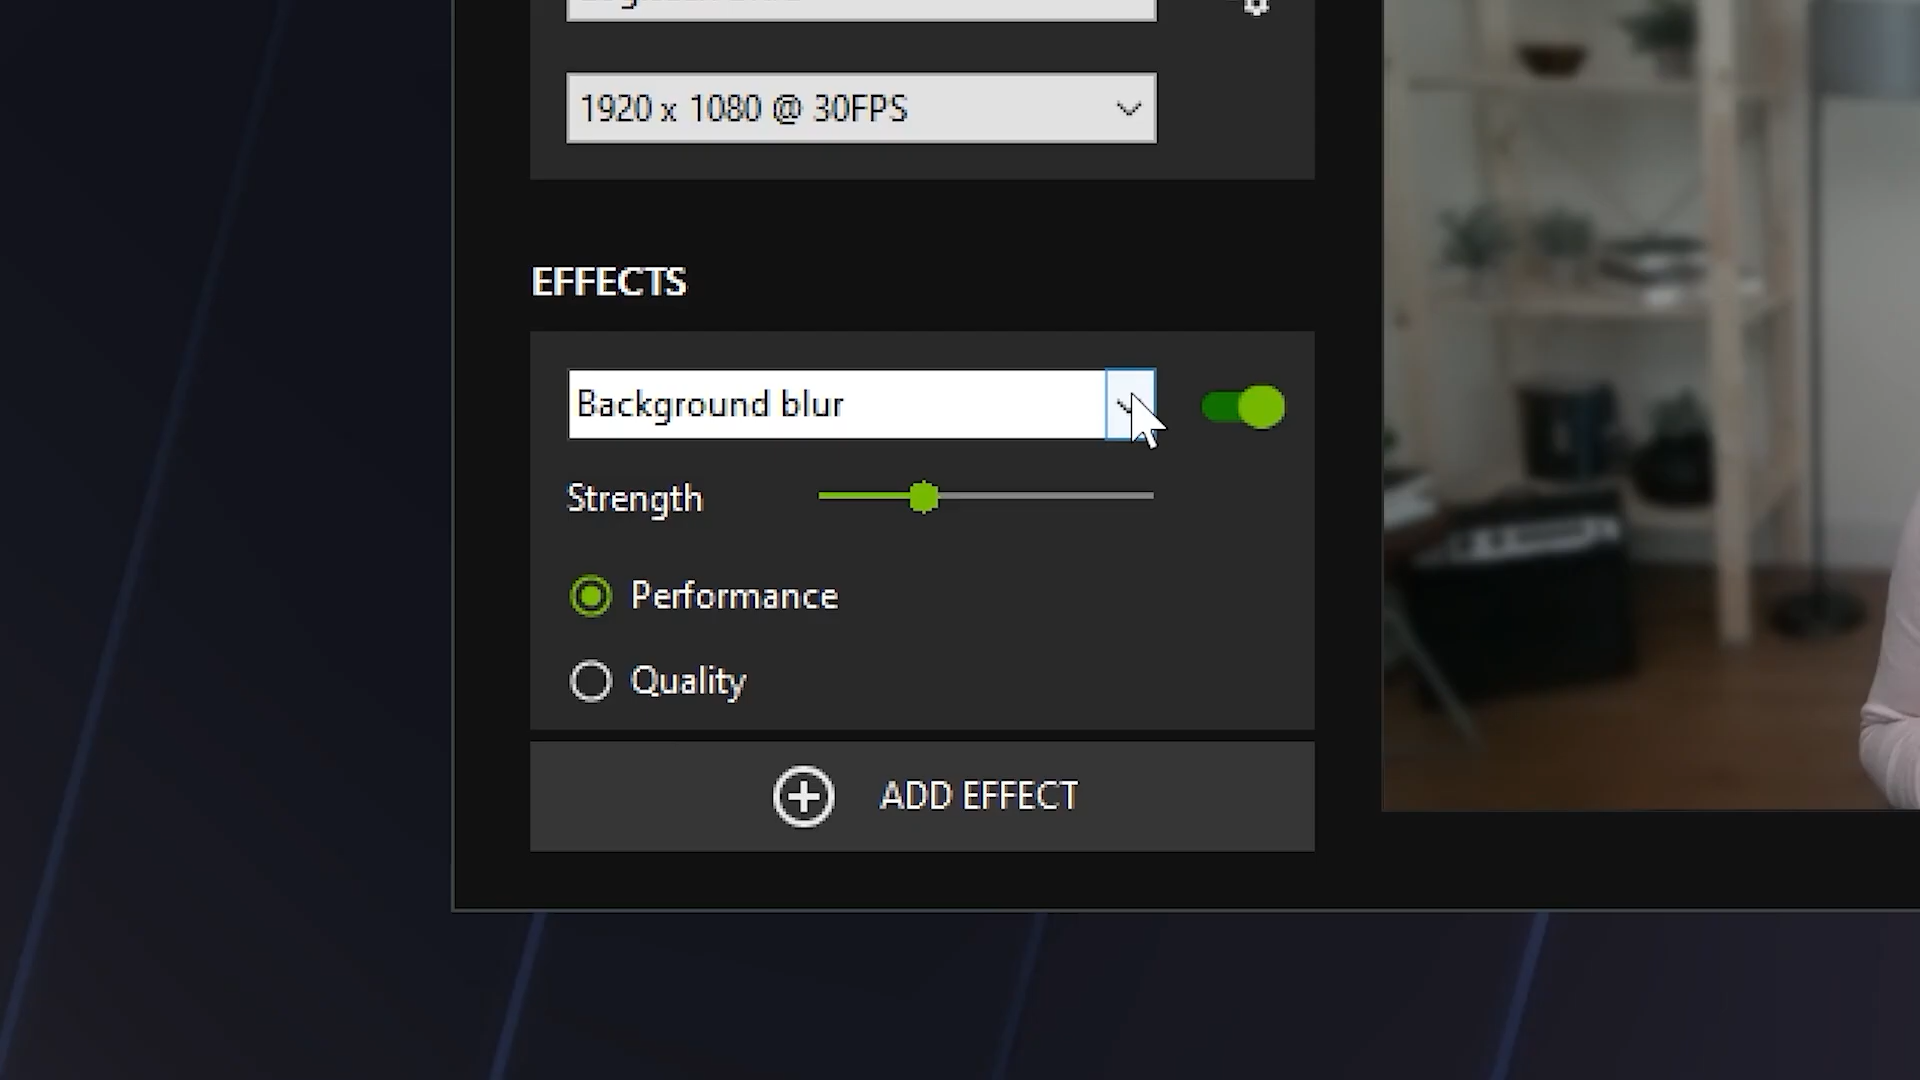 1920 x 1080 @ 30FPS
EFFECTS
Background blur
Strength
Performance
Quality
ADD EFFECT